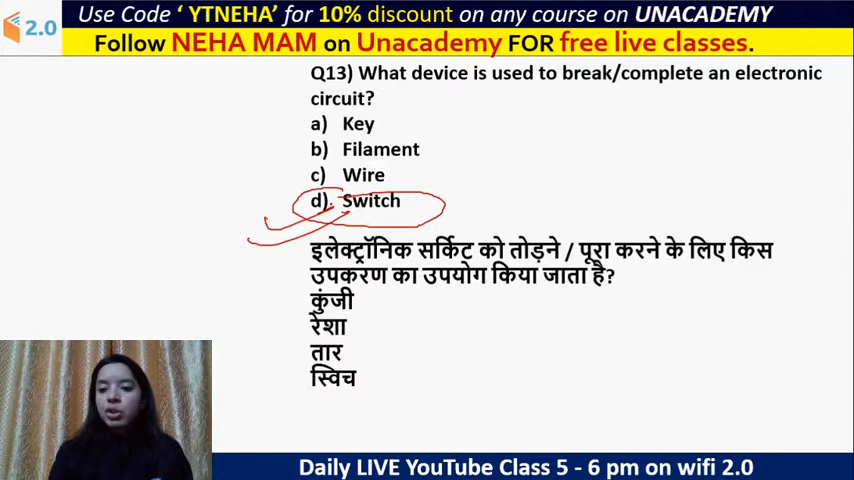 Use Code ‘ YTNEHA’ for 10% discount on any course on UNACADEMY
2.0
Follow NEHA MAM on Unacademy FOR free live classes.
Q13) What device is used to break/complete an electronic
circuit?
a) Key
b) Filament
c) Wire
d). Switch
इलेक्ट्रॉनिक सर्किट को तोड़ने / पूरा करने के लिए किस
उपकरण का उपयोग किया जाता है?
कुंजी
रेशा
तार
स्विच
Daily LIVE YouTube Class 5 - 6 pm on wifi 2.0